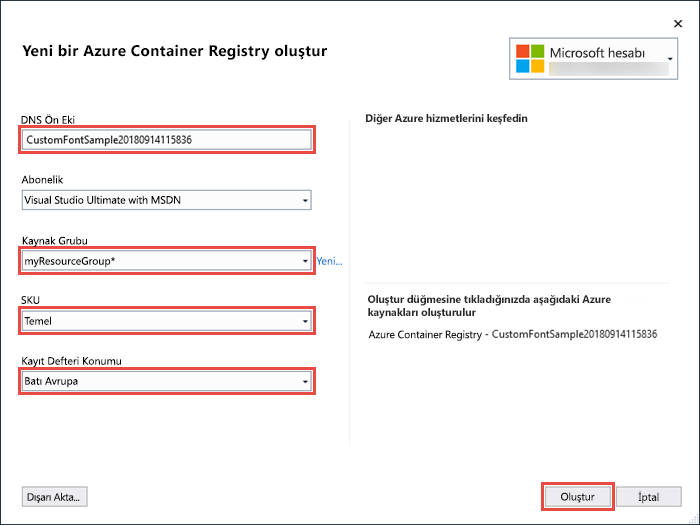 Yeni bir Azure Container Registry oluştur
Microsoft hesabı
DNS Ön Eki
CustomFontSample20180914115836
Abonelik
Visual Studio Ultimate with MSDN
Kaynak Grubu
myResourceGroup*
Yeni...
SKU
Temel
Kayıt Defteri Konumu
Batı Avrupa
Diğer Azure hizmetlerini keşfedin
Oluştur düğmesine tıkladığınızda aşağıdaki Azure
kaynakları oluşturulur
Azure Container Registry - CustomFontSample20180914115836
Dışarı Akta...
Oluştur
İptal